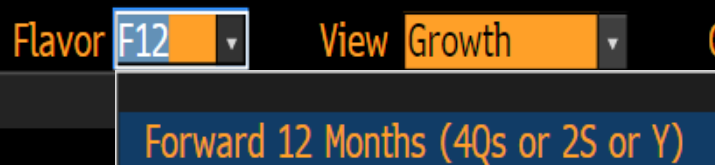 Flavor F12 View Growth
Forward 12 Months (4Qs or 2S or Y)